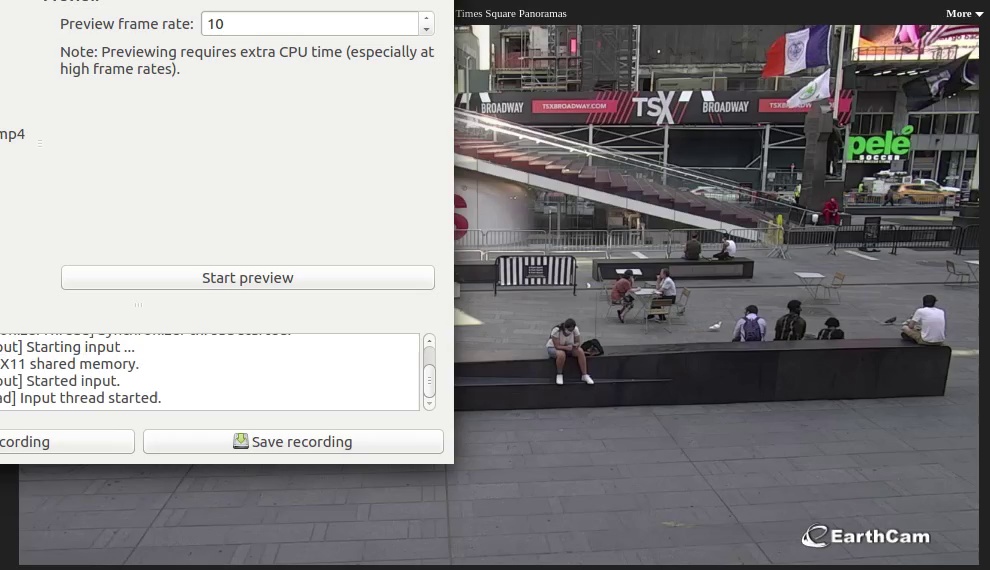 Preview frame rate: 10
Note: Previewing requires extra CPU time (especially at
high frame rates).
mp4
Start preview
out] Starting input ...
X11 shared memory.
out] Started input.
ad] Input thread started.
cording
Save recording
Times Square Panoramas
More
BROADWAY
TSXBROADWAY.COM
TSX
BROADWAY
pelé
SOCCER
EarthCam